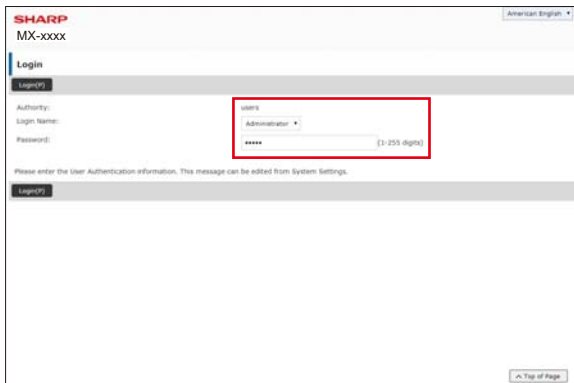 American English
SHARP
MX-xxxx
Login
Login(P)
Authority: users
Login Name: Administrator
Password: ••••• (1-255 digits)
Please enter the User Authentication information. This message can be edited from System Settings.
Login(P)
Top of Page